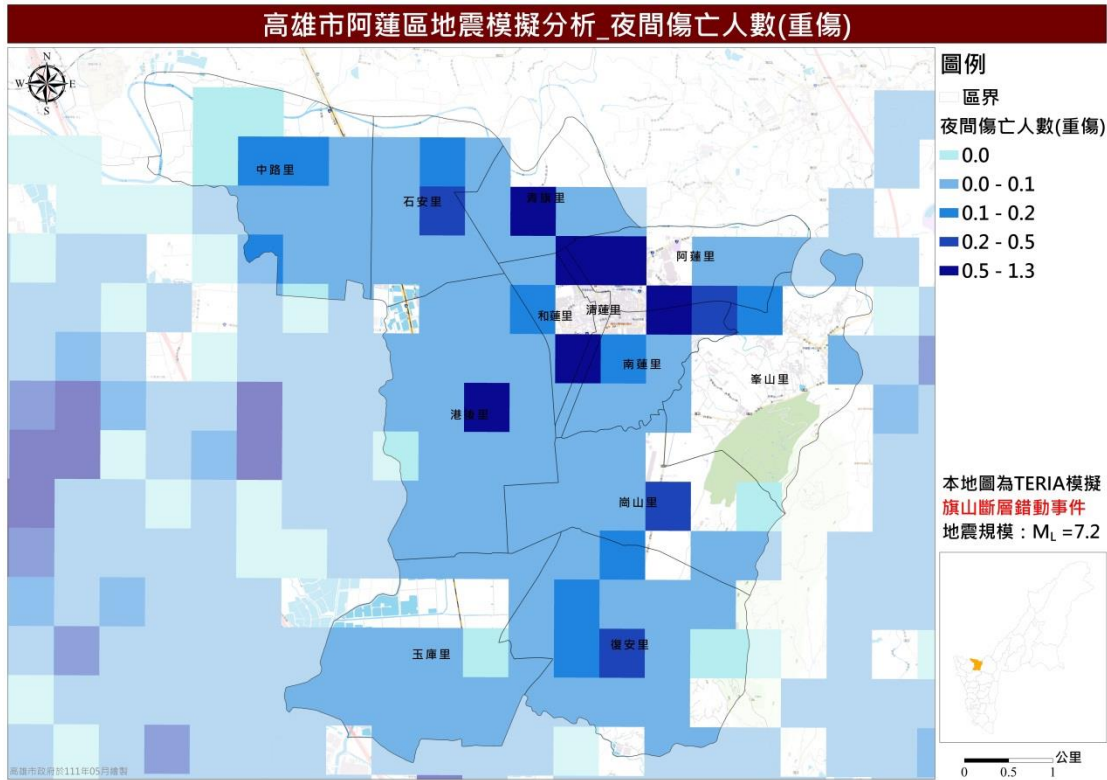 高雄市阿蓮區地震模擬分析_夜間傷亡人數(重傷)
N
W
E
S
圖例
區界
夜間傷亡人數(重傷)
0.0
0.0 - 0.1
0.1 - 0.2
0.2 - 0.5
0.5 - 1.3
中路里
石安里
青旗里
阿蓮里
和蓮里
清蓮里
南蓮里
峯山里
港後里
崗山里
玉庫里
復安里
本地圖為TERIA模擬
旗山斷層錯動事件
地震規模：ML =7.2
公里
0 0.5 1
高雄市政府於111年05月繪製